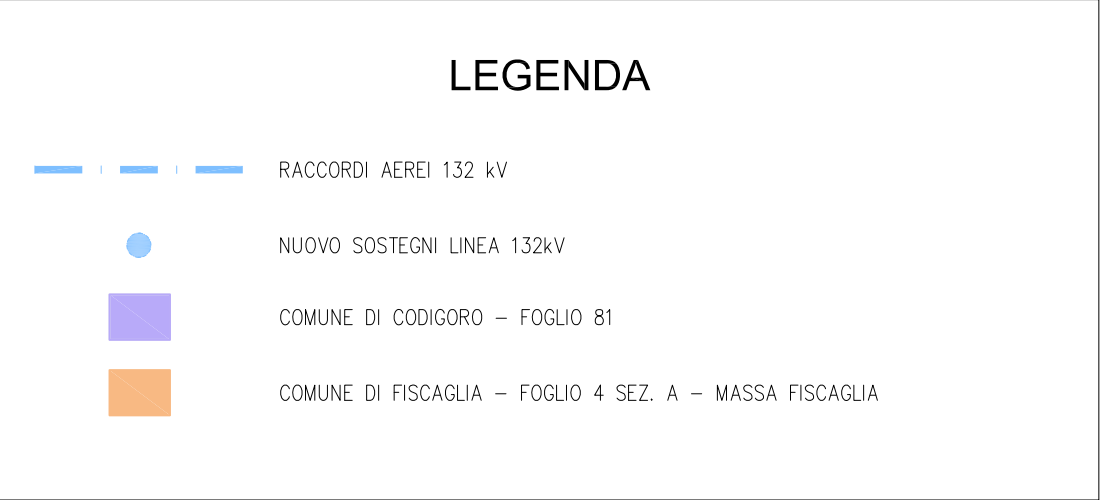 LEGENDA
RACCORDI AEREI 132 kV
NUOVO SOSTEGNI LINEA 132kV
COMUNE DI CODIGORO – FOGLIO 81
COMUNE DI FISCAGLIA – FOGLIO 4 SEZ. A – MASSA FISCAGLIA